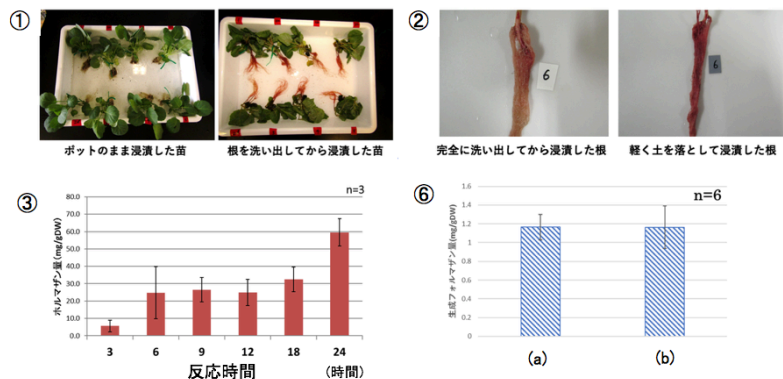 ①
ポットのまま浸漬した苗
根を洗い出してから浸漬した苗
②
6
6
完全に洗い出してから浸漬した根
軽く土を落として浸漬した根
③
n=3
ホルマザン量(mg/gDW)
80.0
70.0
60.0
50.0
40.0
30.0
20.0
10.0
0.0
3 6 9 12 18 24
反応時間
(時間)
⑥
n=6
生成フォルマザン量(mg/gDW)
1.6
1.4
1.2
1
0.8
0.6
0.4
0.2
0
(a) (b)